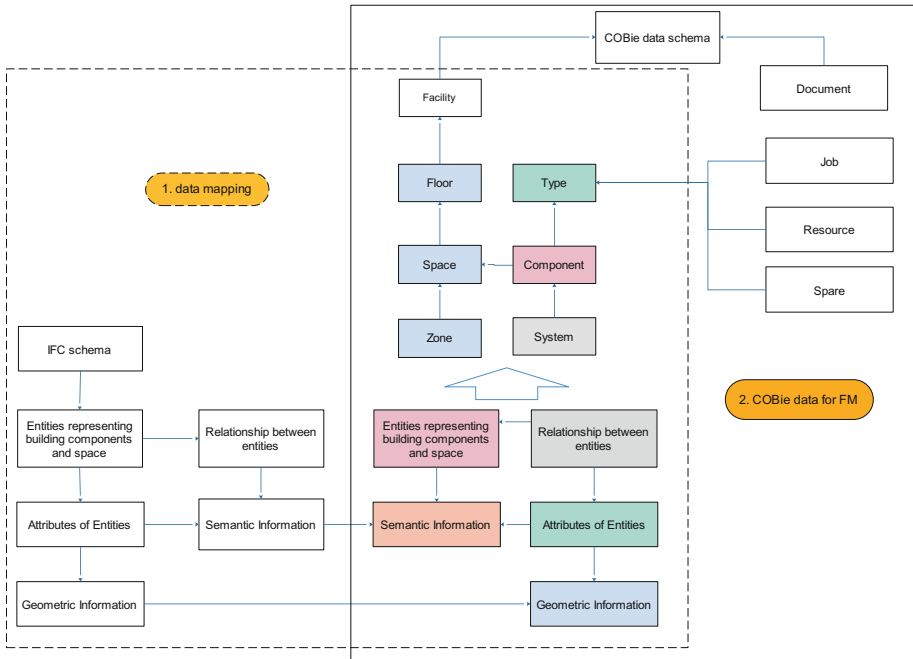 COBie data schema
Facility
Document
1. data mapping
Floor
Type
Job
Resource
Space
Component
Spare
Zone
System
IFC schema
2. COBie data for FM
Entities representing
building components
and space
Relationship between
entities
Entities representing
building components
and space
Relationship between
entities
Attributes of Entities
Semantic Information
Semantic Information
Attributes of Entities
Geometric Information
Geometric Information